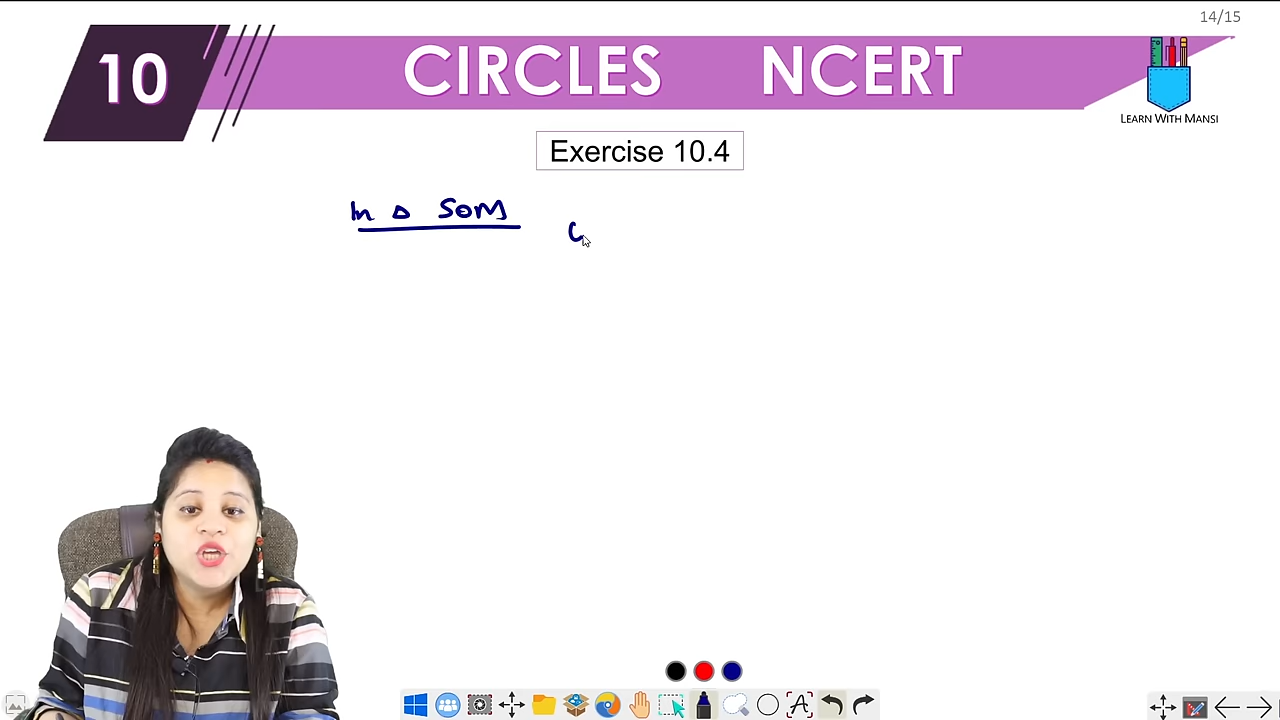 14/15
10
CIRCLES NCERT
LEARN WITH MANSI
Exercise 10.4
In Δ SOM